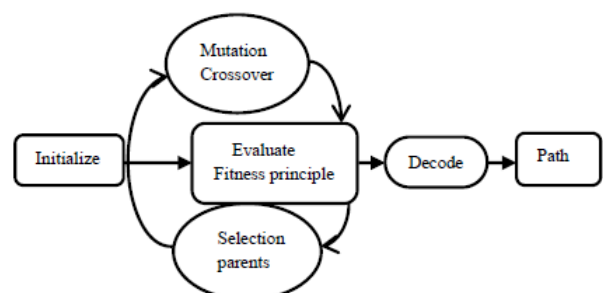 Mutation
Crossover
Initialize
Evaluate
Fitness principle
Decode
Path
Selection
parents